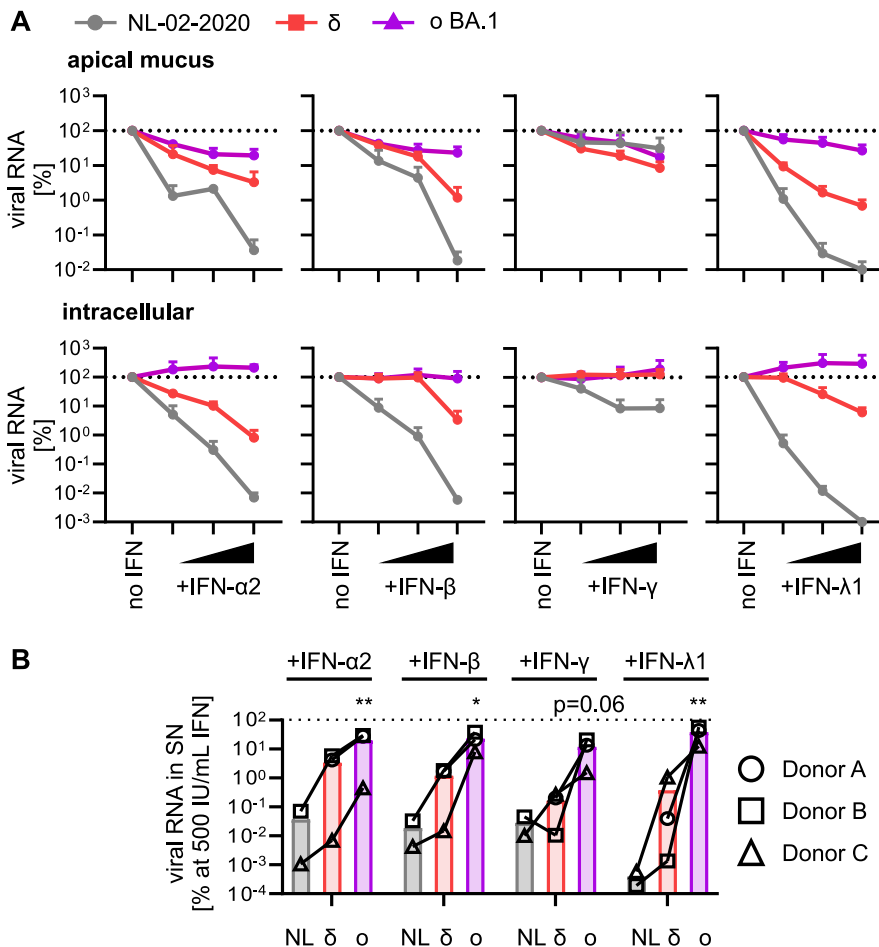 A
NL-02-2020 δ o BA.1
apical mucus
viral RNA
[%]
10³
10²
10¹
10⁰
10⁻¹
10⁻²
intracellular
viral RNA
[%]
10³
10²
10¹
10⁰
10⁻¹
10⁻²
10⁻³
no IFN +IFN-α2 no IFN +IFN-β no IFN +IFN-γ no IFN +IFN-λ1
B
+IFN-α2 +IFN-β +IFN-γ +IFN-λ1
** * p=0.06 **
viral RNA in SN
[% at 500 IU/mL IFN]
10²
10¹
10⁰
10⁻¹
10⁻²
10⁻³
10⁻⁴
NL δ o NL δ o NL δ o NL δ o
Donor A
Donor B
Donor C